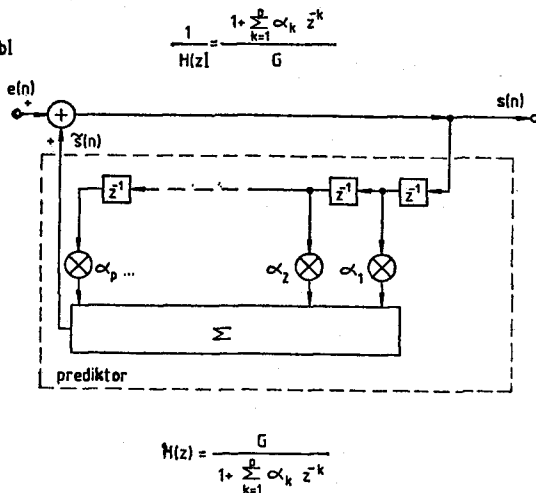 b)
1/H(z) = (1+ Σ_{k=1}^{p} α_k z^{-k}) / G
e(n)
+
+
s(n)
+
s̃(n)
z^{-1}
z^{-1}
z^{-1}
α_p ...
α_2
α_1
Σ
prediktor
H(z) = G / (1+ Σ_{k=1}^{p} α_k z^{-k})